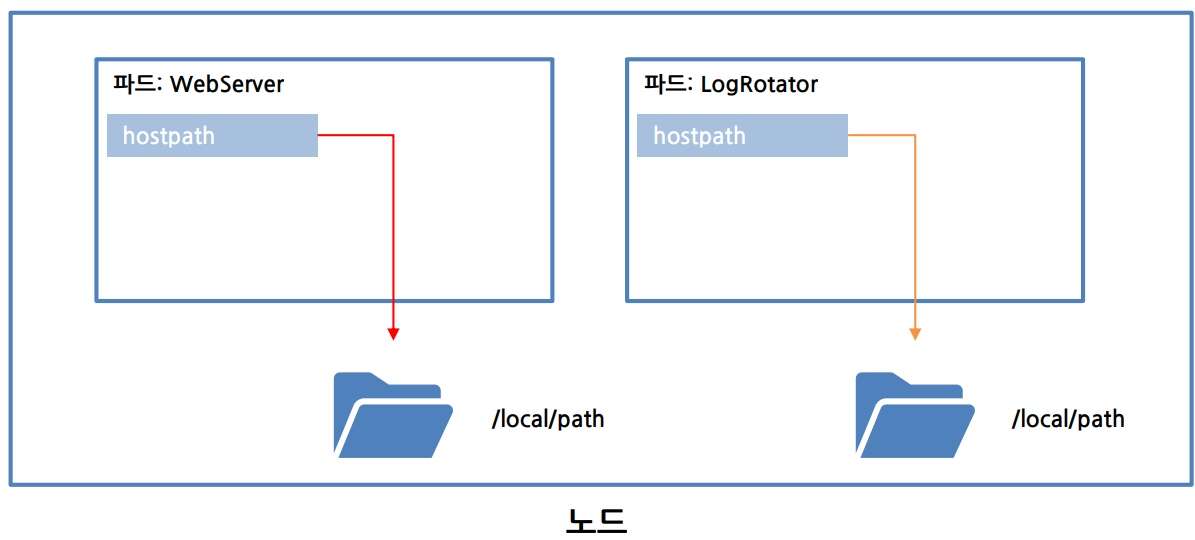 파드: WebServer
hostpath
파드: LogRotator
hostpath
/local/path
/local/path
노드